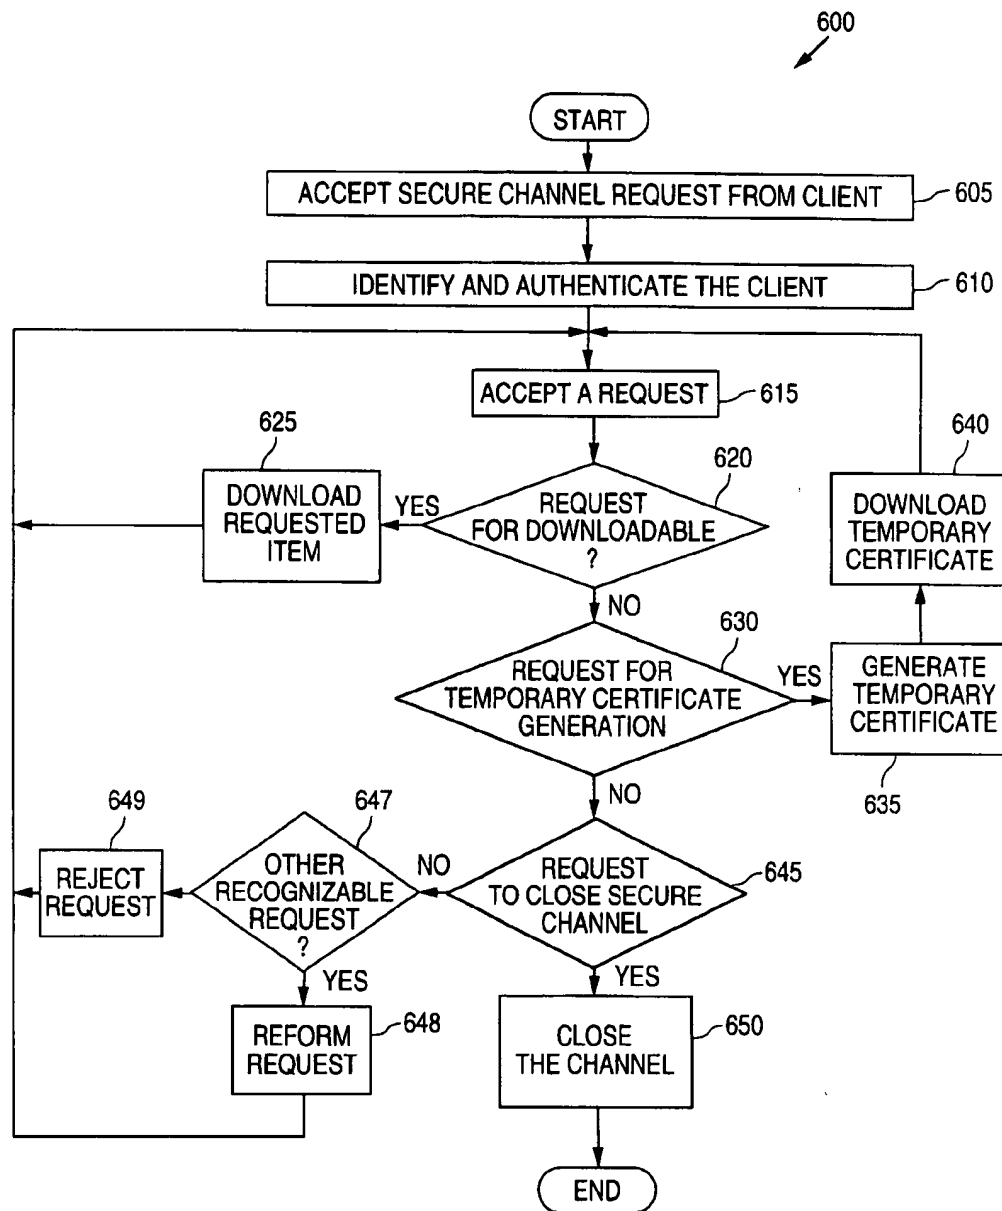 600
START
ACCEPT SECURE CHANNEL REQUEST FROM CLIENT
605
IDENTIFY AND AUTHENTICATE THE CLIENT
610
ACCEPT A REQUEST
615
625
DOWNLOAD
REQUESTED
ITEM
YES
620
REQUEST
FOR DOWNLOADABLE
?
640
DOWNLOAD
TEMPORARY
CERTIFICATE
NO
630
REQUEST FOR
TEMPORARY CERTIFICATE
GENERATION
YES
GENERATE
TEMPORARY
CERTIFICATE
635
NO
649
REJECT
REQUEST
647
OTHER
RECOGNIZABLE
REQUEST
?
NO
REQUEST
TO CLOSE SECURE
CHANNEL
645
YES
REFORM
REQUEST
648
YES
CLOSE
THE CHANNEL
650
END